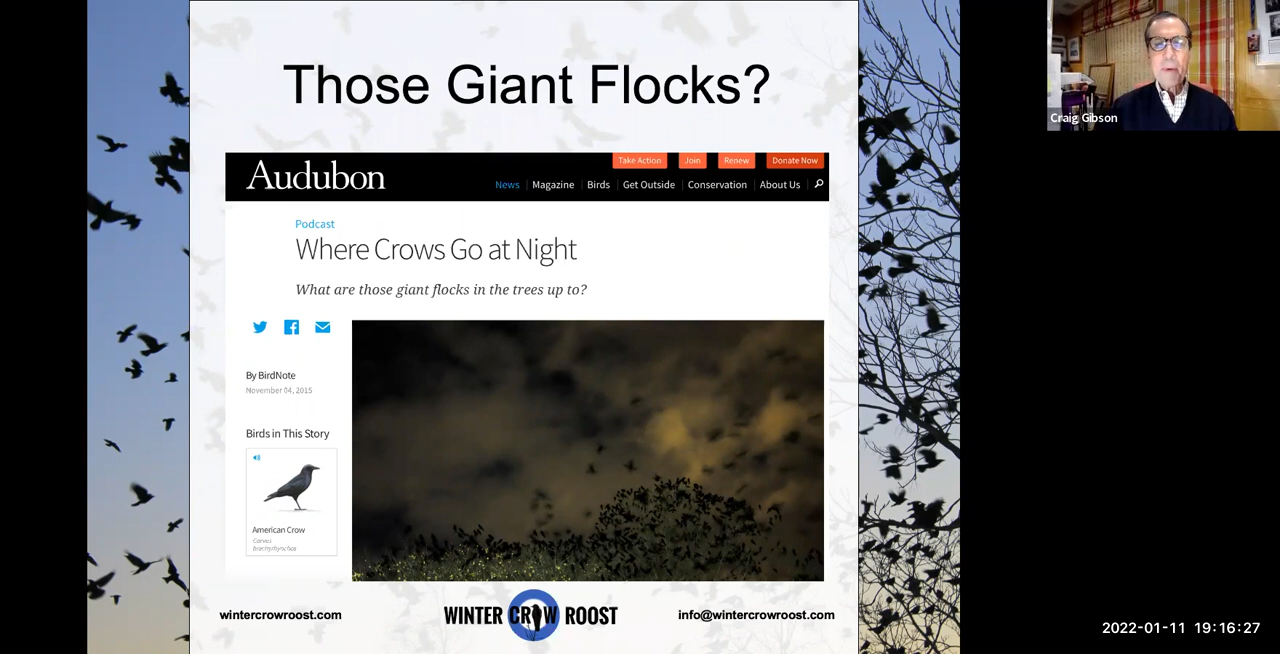 Those Giant Flocks?
Audubon
Take Action
Join
Renew
Donate Now
News
Magazine
Birds
Get Outside
Conservation
About Us
Podcast
Where Crows Go at Night
What are those giant flocks in the trees up to?
By BirdNote
November 04, 2015
Birds in This Story
American Crow
Corvus
brachyrhynchos
wintercrowroost.com
WINTER CROW ROOST
info@wintercrowroost.com
Craig Gibson
2022-01-11 19:16:27